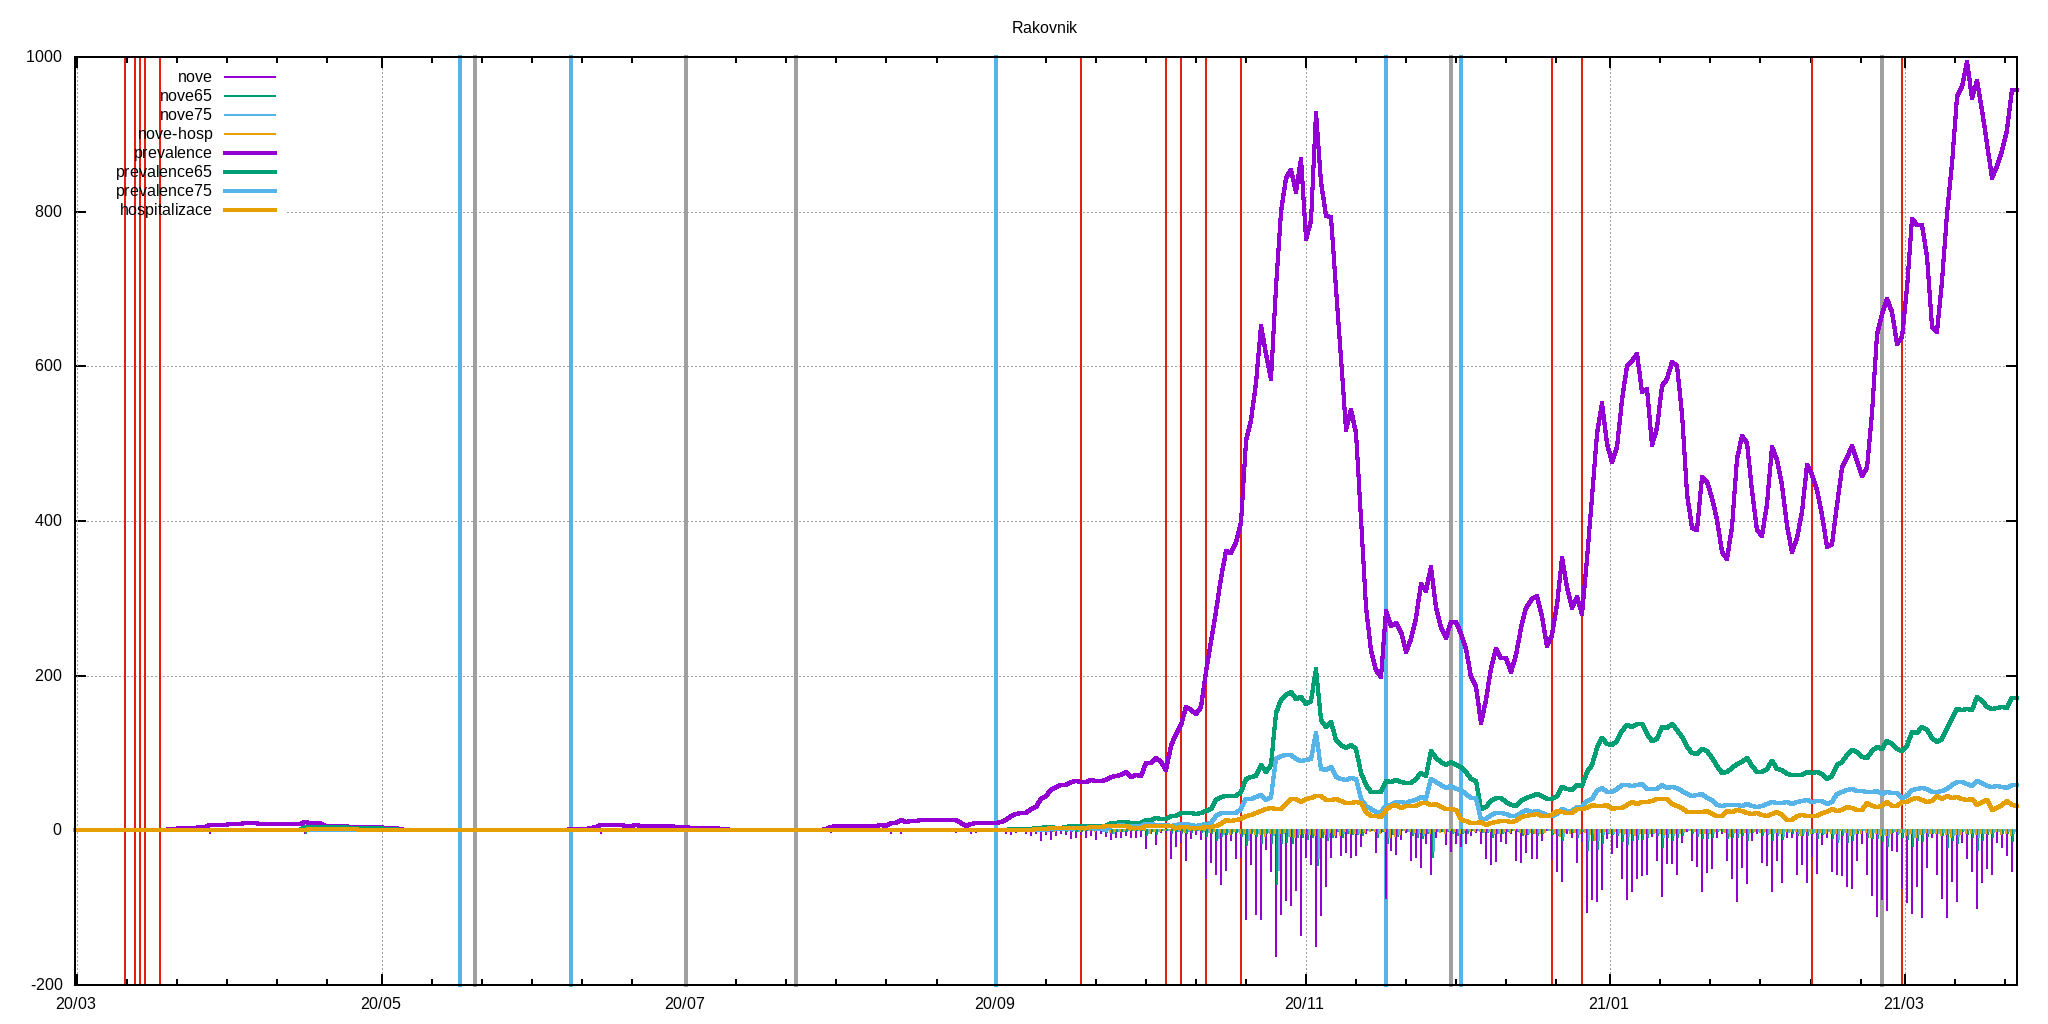 Rakovnik
1000
800
600
400
200
0
-200
nove
nove65
nove75
nove-hosp
prevalence
prevalence65
prevalence75
hospitalizace
20/03
20/05
20/07
20/09
20/11
21/01
21/03